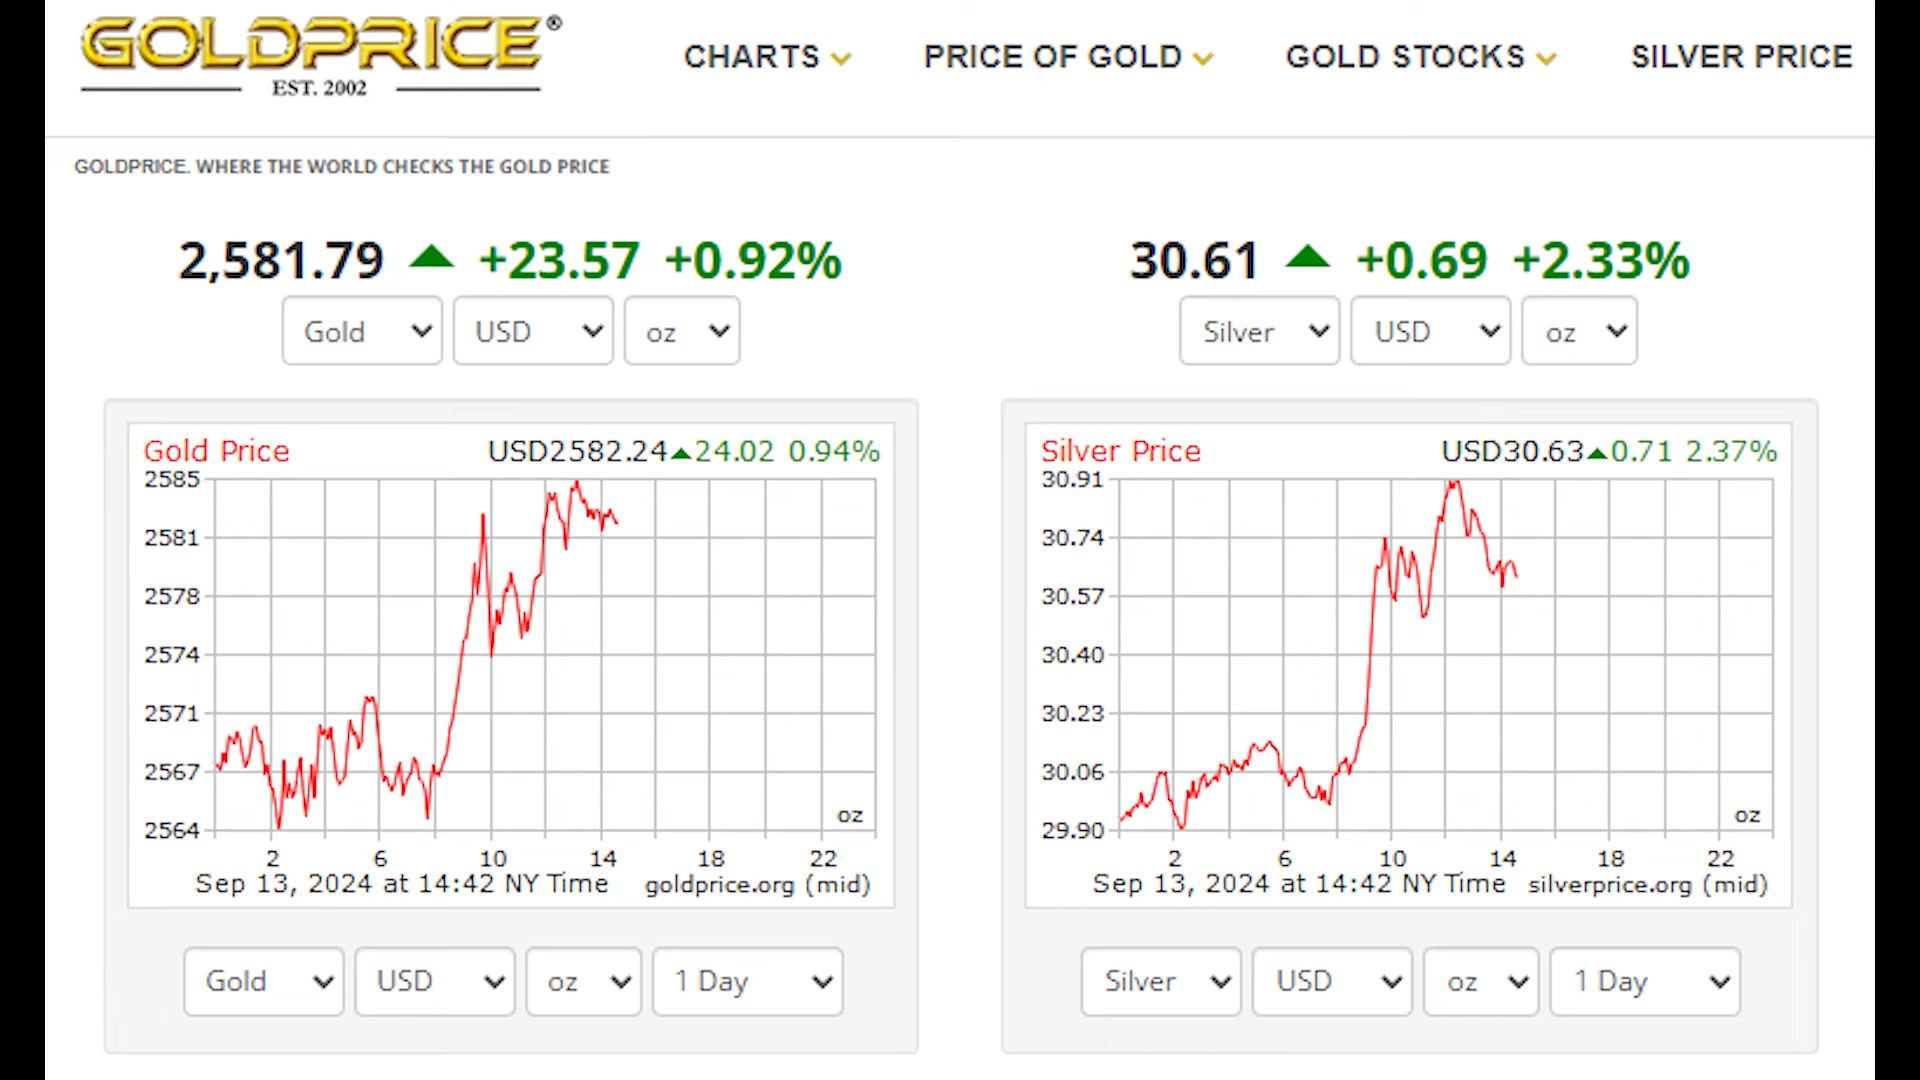 GOLDPRICE®
EST. 2002
CHARTS PRICE OF GOLD GOLD STOCKS SILVER PRICE
GOLDPRICE. WHERE THE WORLD CHECKS THE GOLD PRICE
2,581.79 ▲ +23.57 +0.92%
Gold USD oz
Gold Price USD2582.24▲24.02 0.94%
2585
2581
2578
2574
2571
2567
2564
oz
2 6 10 14 18 22
Sep 13, 2024 at 14:42 NY Time goldprice.org (mid)
Gold USD oz 1 Day
30.61 ▲ +0.69 +2.33%
Silver USD oz
Silver Price USD30.63▲0.71 2.37%
30.91
30.74
30.57
30.40
30.23
30.06
29.90
oz
2 6 10 14 18 22
Sep 13, 2024 at 14:42 NY Time silverprice.org (mid)
Silver USD oz 1 Day